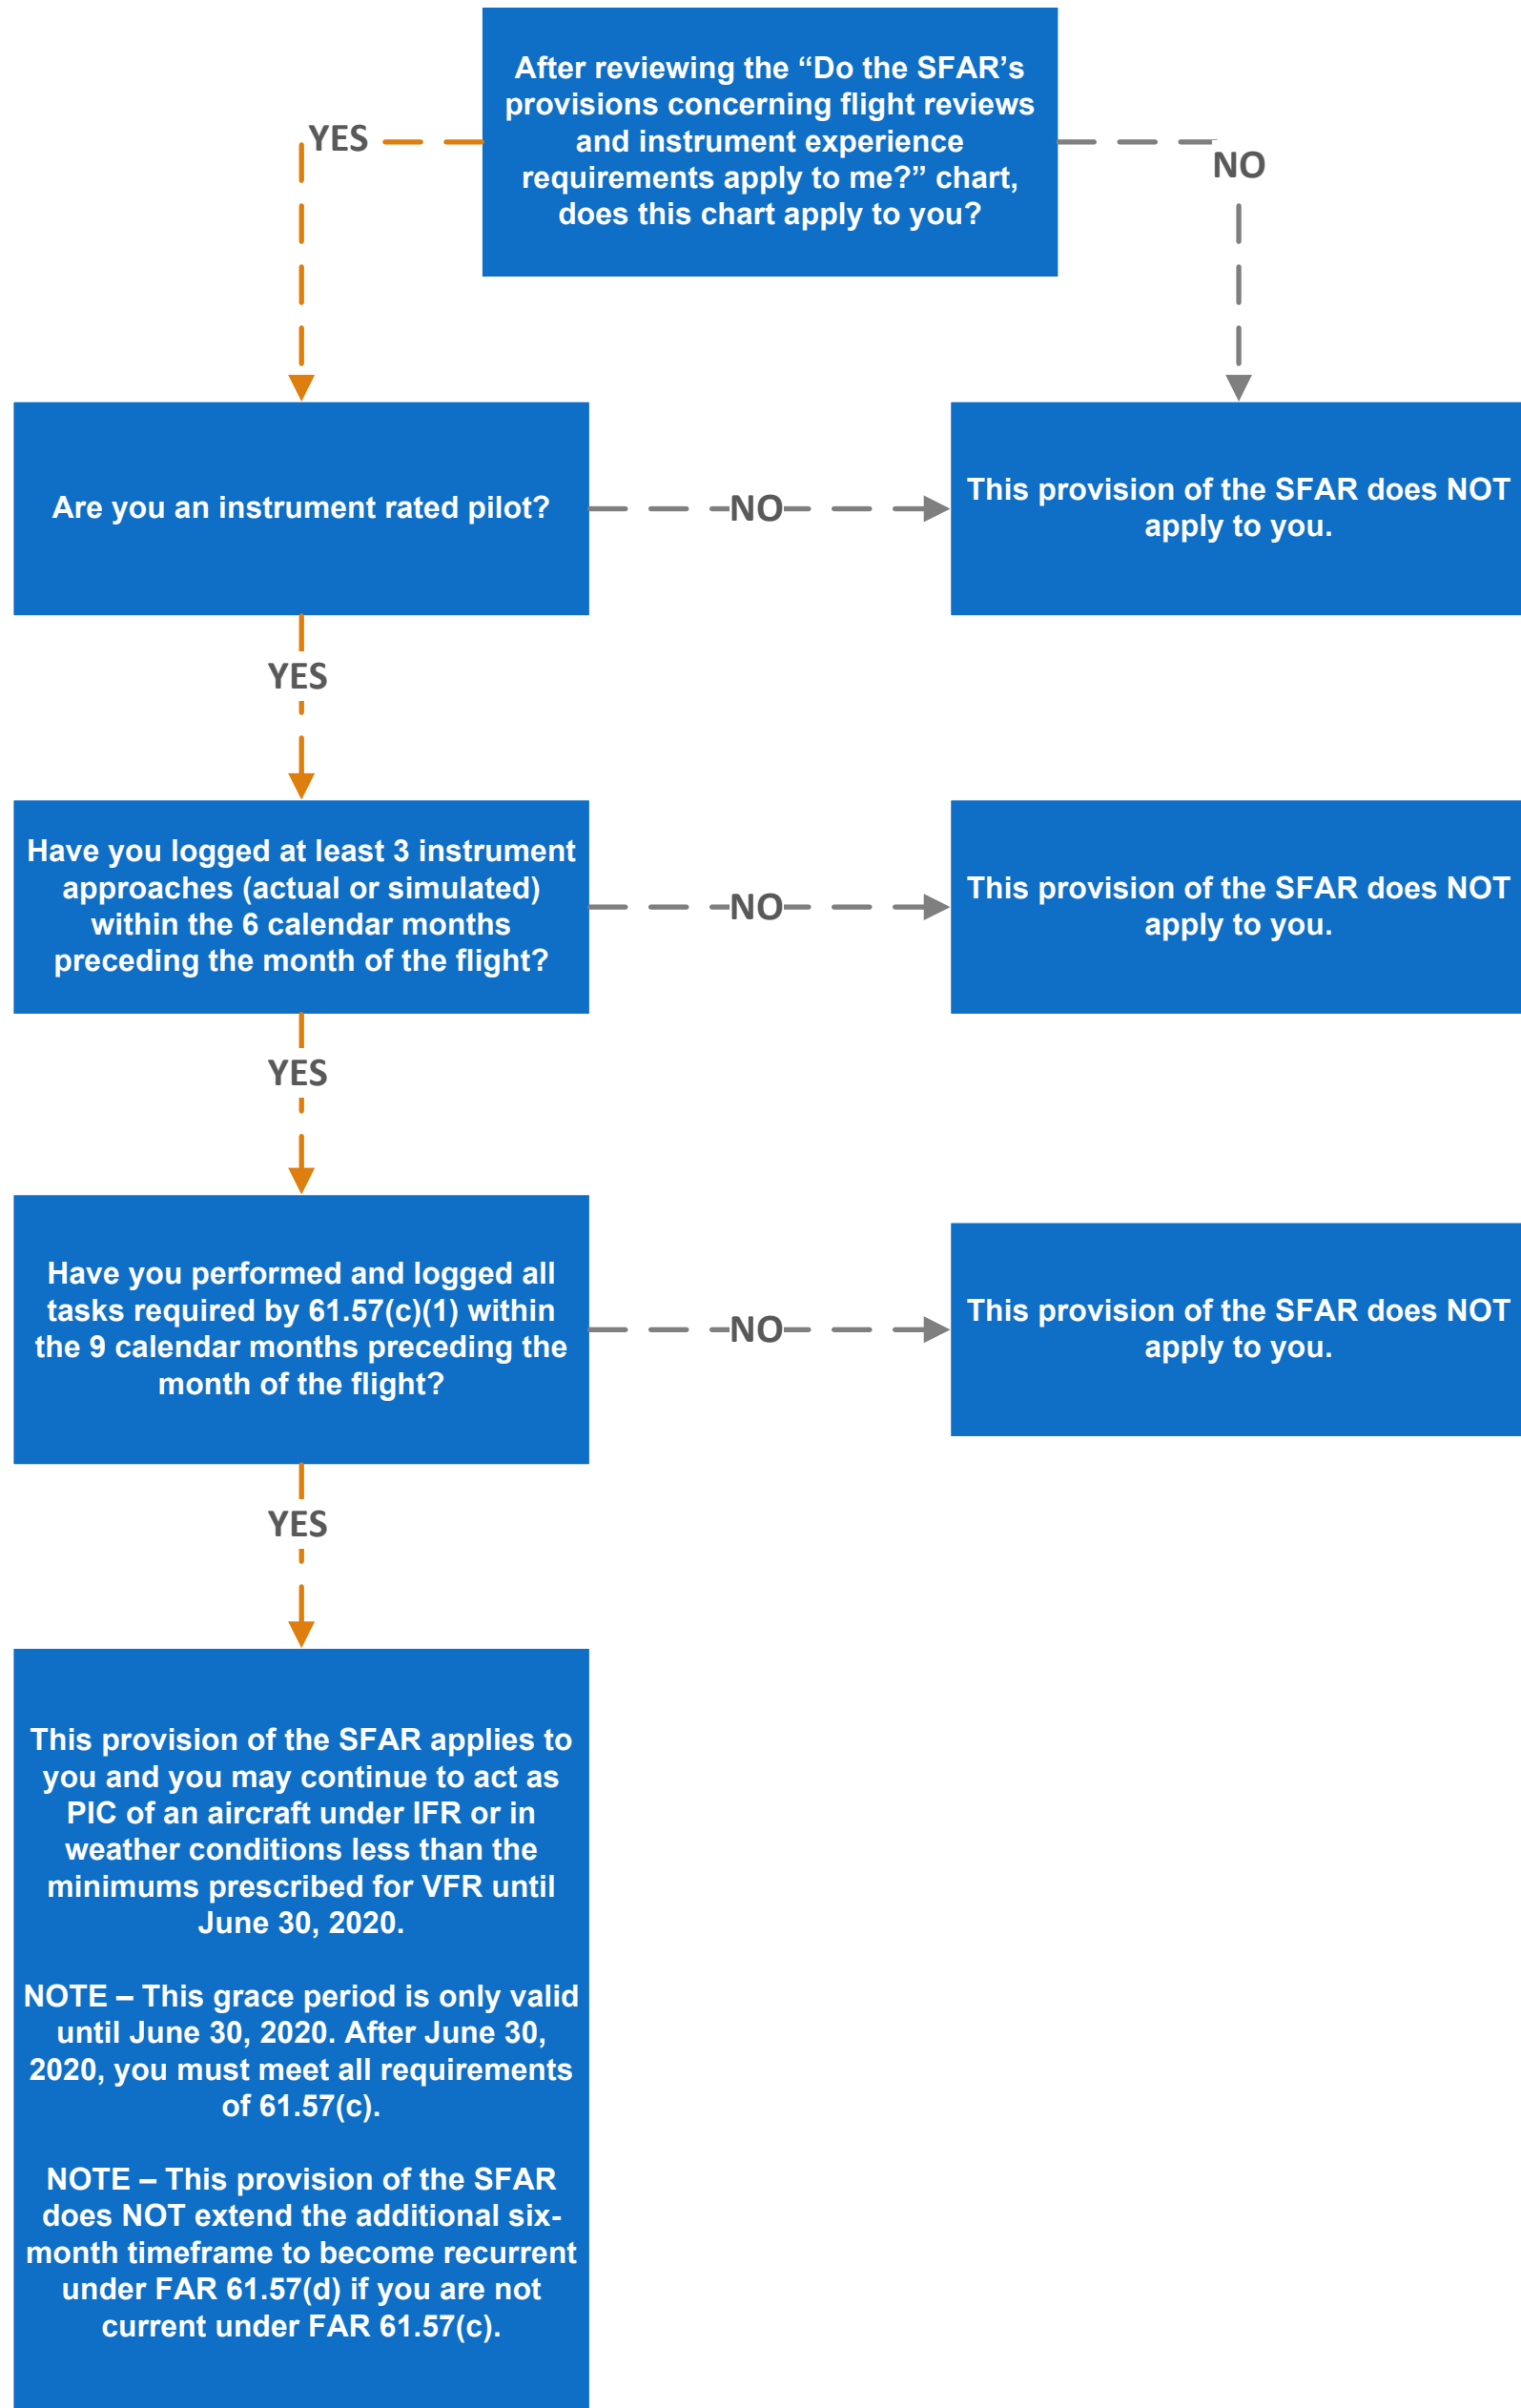 After reviewing the “Do the SFAR’s
provisions concerning flight reviews
and instrument experience
requirements apply to me?” chart,
does this chart apply to you?
YES
NO
Are you an instrument rated pilot?
NO
This provision of the SFAR does NOT
apply to you.
YES
Have you logged at least 3 instrument
approaches (actual or simulated)
within the 6 calendar months
preceding the month of the flight?
NO
This provision of the SFAR does NOT
apply to you.
YES
Have you performed and logged all
tasks required by 61.57(c)(1) within
the 9 calendar months preceding the
month of the flight?
NO
This provision of the SFAR does NOT
apply to you.
YES
This provision of the SFAR applies to
you and you may continue to act as
PIC of an aircraft under IFR or in
weather conditions less than the
minimums prescribed for VFR until
June 30, 2020.
NOTE – This grace period is only valid
until June 30, 2020. After June 30,
2020, you must meet all requirements
of 61.57(c).
NOTE – This provision of the SFAR
does NOT extend the additional six-
month timeframe to become recurrent
under FAR 61.57(d) if you are not
current under FAR 61.57(c).